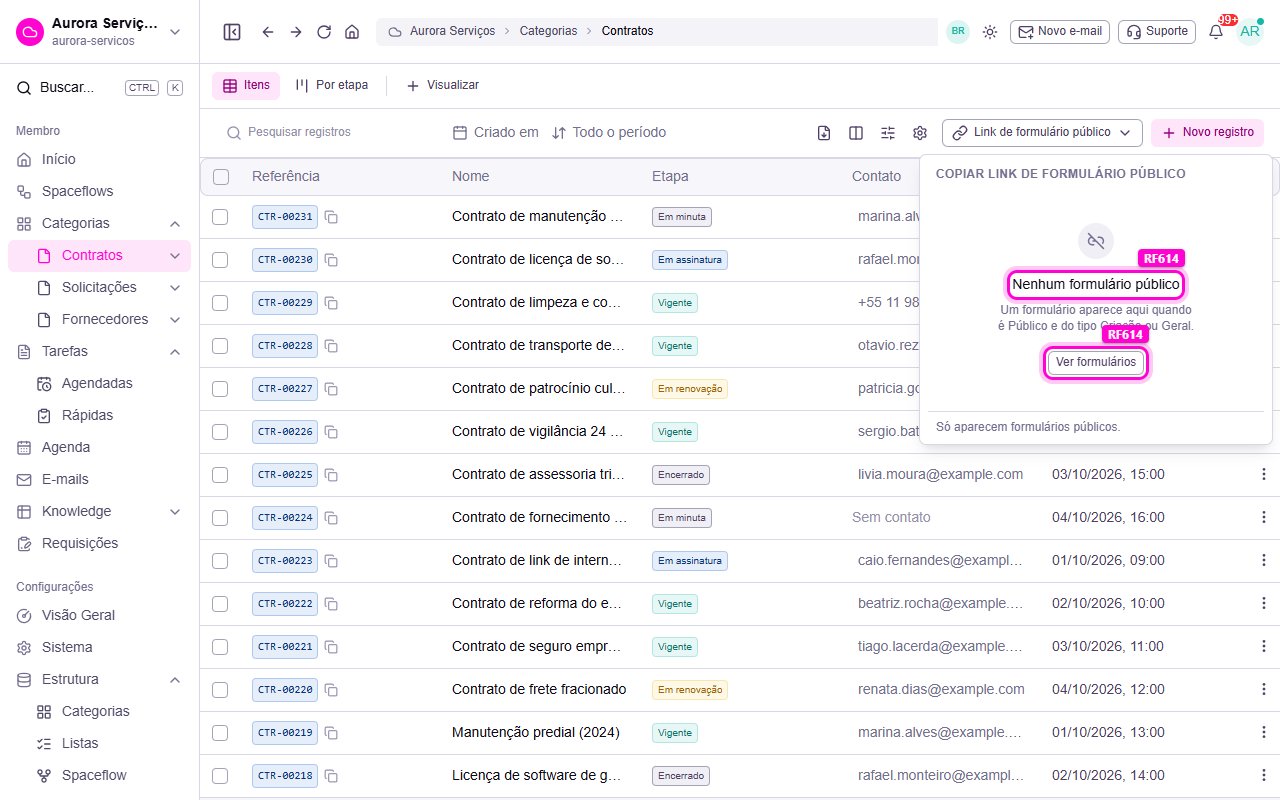 Aurora Serviç...
aurora-servicos
Aurora Serviços
Categorias
Contratos
BR
Novo e-mail
Suporte
99+
AR
Buscar...
CTRL
K
Itens
Por etapa
Visualizar
Pesquisar registros
Criado em
Todo o período
Link de formulário público
Novo registro
Membro
Início
Spaceflows
Categorias
Contratos
Solicitações
Fornecedores
Tarefas
Agendadas
Rápidas
Agenda
E-mails
Knowledge
Requisições
Configurações
Visão Geral
Sistema
Estrutura
Categorias
Listas
Spaceflow
Referência Nome Etapa Contato
CTR-00231 Contrato de manutenção ... Em minuta
CTR-00230 Contrato de licença de so... Em assinatura
CTR-00229 Contrato de limpeza e co... Vigente +55 11 98
CTR-00228 Contrato de transporte de... Vigente
CTR-00227 Contrato de patrocínio cul... Em renovação
CTR-00226 Contrato de vigilância 24 ... Vigente
CTR-00225 Contrato de assessoria tri... Encerrado livia.moura@example.com 03/10/2026, 15:00
CTR-00224 Contrato de fornecimento ... Em minuta Sem contato 04/10/2026, 16:00
CTR-00223 Contrato de link de intern... Em assinatura caio.fernandes@exampl... 01/10/2026, 09:00
CTR-00222 Contrato de reforma do e... Vigente beatriz.rocha@example.... 02/10/2026, 10:00
CTR-00221 Contrato de seguro empr... Vigente tiago.lacerda@example.... 03/10/2026, 11:00
CTR-00220 Contrato de frete fracionado Em renovação renata.dias@example.com 04/10/2026, 12:00
CTR-00219 Manutenção predial (2024) Vigente marina.alves@example.... 01/10/2026, 13:00
CTR-00218 Licença de software de g... Encerrado rafael.monteiro@exampl... 02/10/2026, 14:00
COPIAR LINK DE FORMULÁRIO PÚBLICO
RF614
Nenhum formulário público
Um formulário aparece aqui quando
é Público e do tipo Criação ou Geral.
RF614
Ver formulários
Só aparecem formulários públicos.